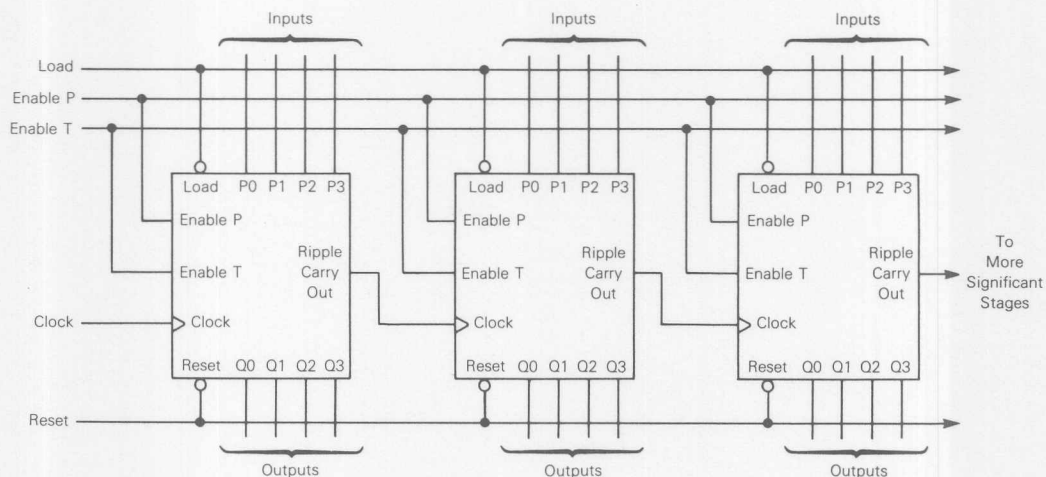 Inputs
Inputs
Inputs
Load
Enable P
Enable T
Load P0 P1 P2 P3
Enable P
Enable T
Ripple
Carry
Out
Clock
Clock
Reset Q0 Q1 Q2 Q3
Load P0 P1 P2 P3
Enable P
Enable T
Ripple
Carry
Out
Clock
Reset Q0 Q1 Q2 Q3
Load P0 P1 P2 P3
Enable P
Enable T
Ripple
Carry
Out
Clock
Reset Q0 Q1 Q2 Q3
To
More
Significant
Stages
Reset
Outputs
Outputs
Outputs